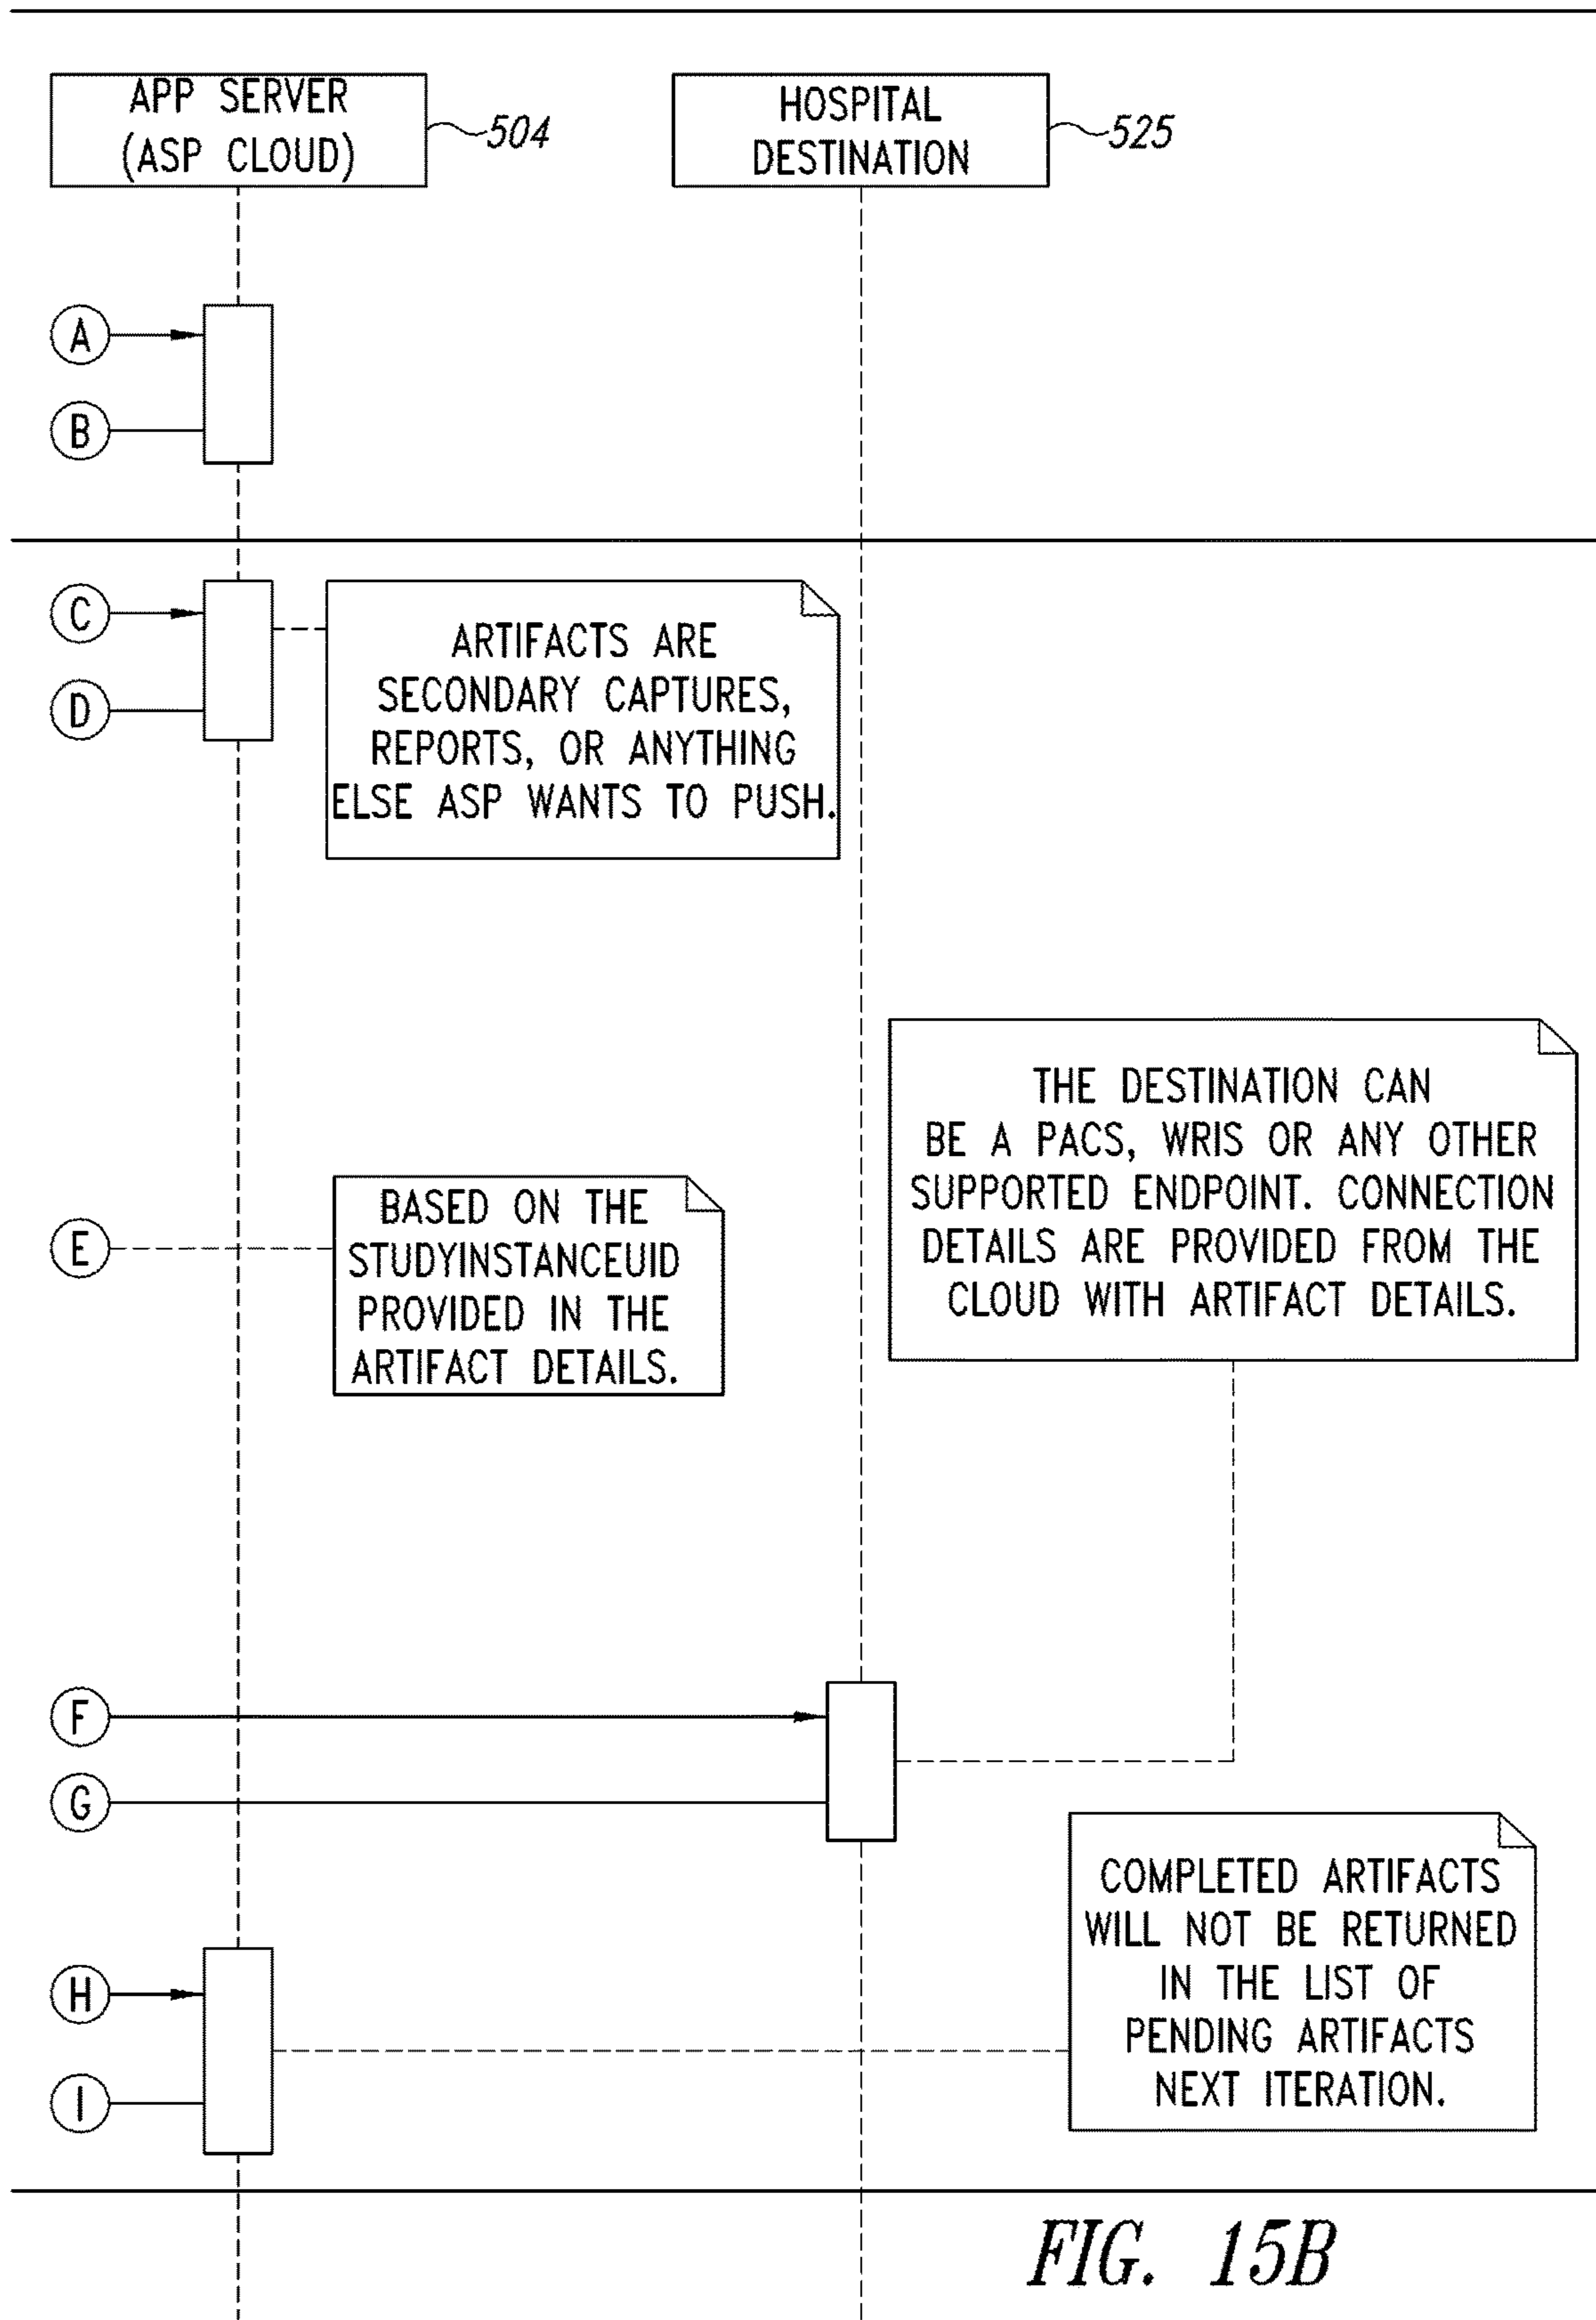 APP SERVER
(ASP CLOUD)
504
HOSPITAL
DESTINATION
525
A
B
C
D
ARTIFACTS ARE
SECONDARY CAPTURES,
REPORTS, OR ANYTHING
ELSE ASP WANTS TO PUSH.
THE DESTINATION CAN
BE A PACS, WRIS OR ANY OTHER
SUPPORTED ENDPOINT. CONNECTION
DETAILS ARE PROVIDED FROM THE
CLOUD WITH ARTIFACT DETAILS.
E
BASED ON THE
STUDYINSTANCEUID
PROVIDED IN THE
ARTIFACT DETAILS.
F
G
H
I
COMPLETED ARTIFACTS
WILL NOT BE RETURNED
IN THE LIST OF
PENDING ARTIFACTS
NEXT ITERATION.
FIG. 15B